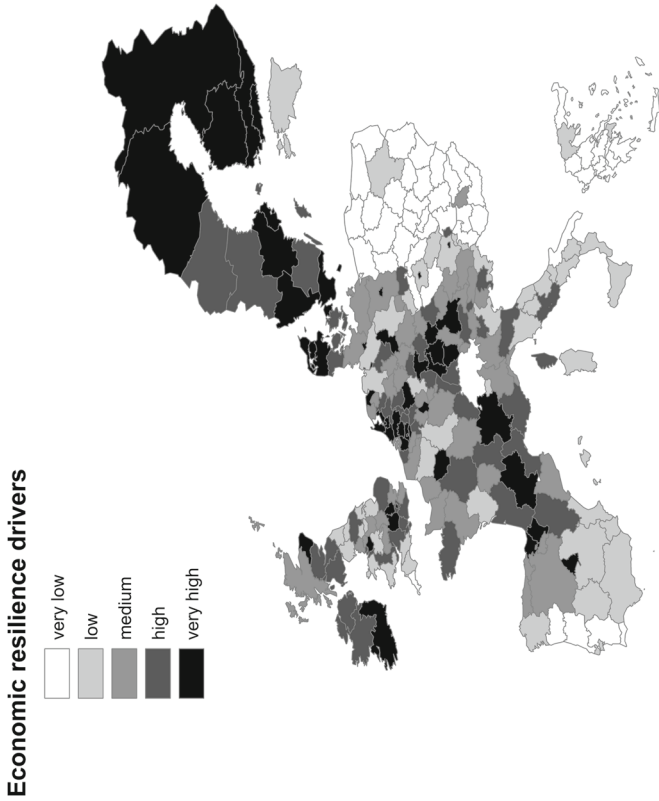 Economic resilience drivers
very low
low
medium
high
very high